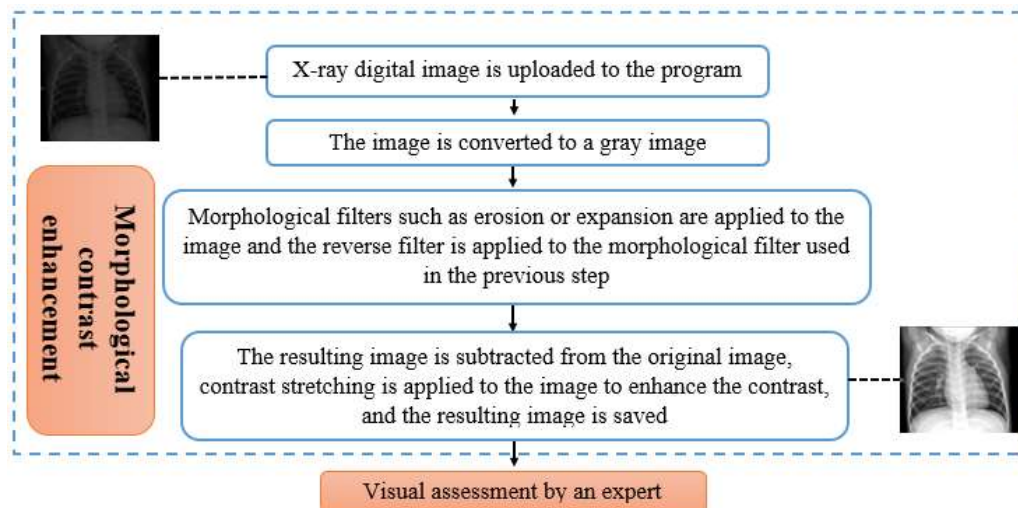 X-ray digital image is uploaded to the program
The image is converted to a gray image
Morphological filters such as erosion or expansion are applied to the
image and the reverse filter is applied to the morphological filter used
in the previous step
Morphological
contrast
enhancement
The resulting image is subtracted from the original image,
contrast stretching is applied to the image to enhance the contrast,
and the resulting image is saved
Visual assessment by an expert